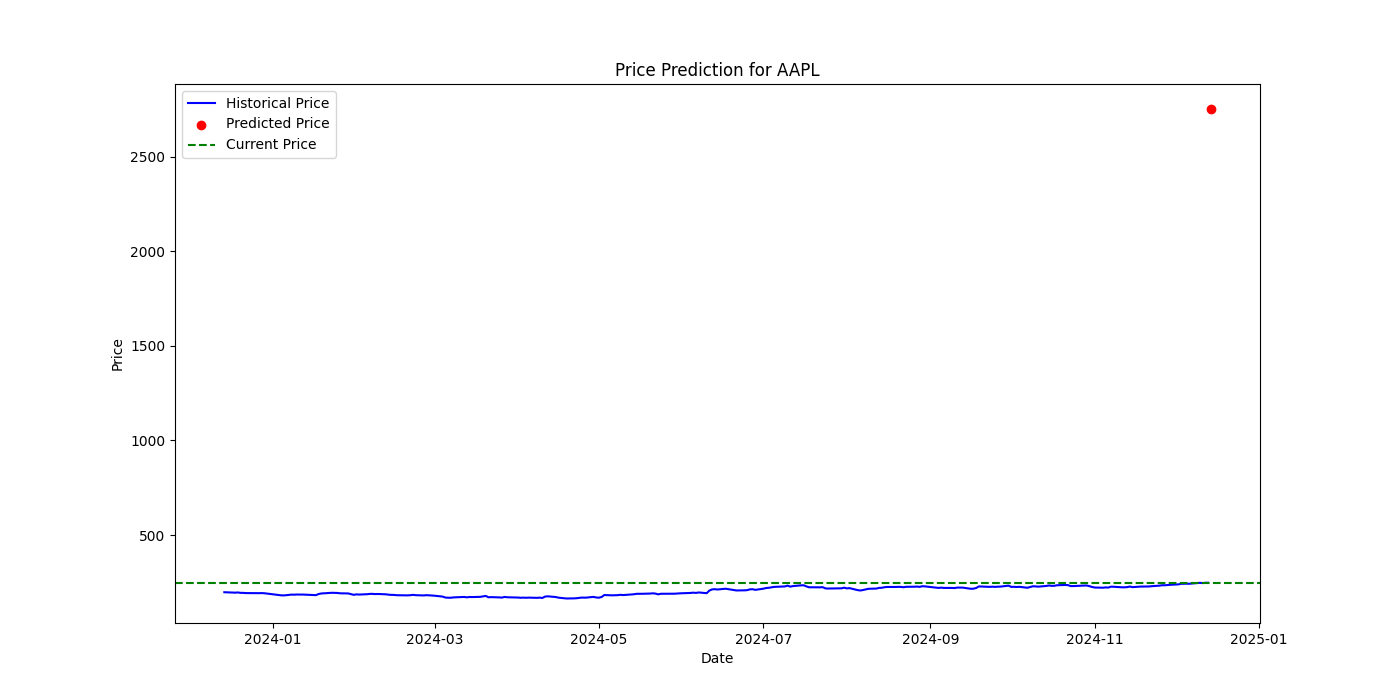 Price Prediction for AAPL
Historical Price
Predicted Price
Current Price
2500
2000
1500
1000
500
Price
2024-01 2024-03 2024-05 2024-07 2024-09 2024-11 2025-01
Date